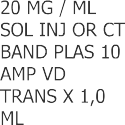 20 MG / ML
SOL INJ OR CT
BAND PLAS 10
AMP VD
TRANS X 1,0
ML